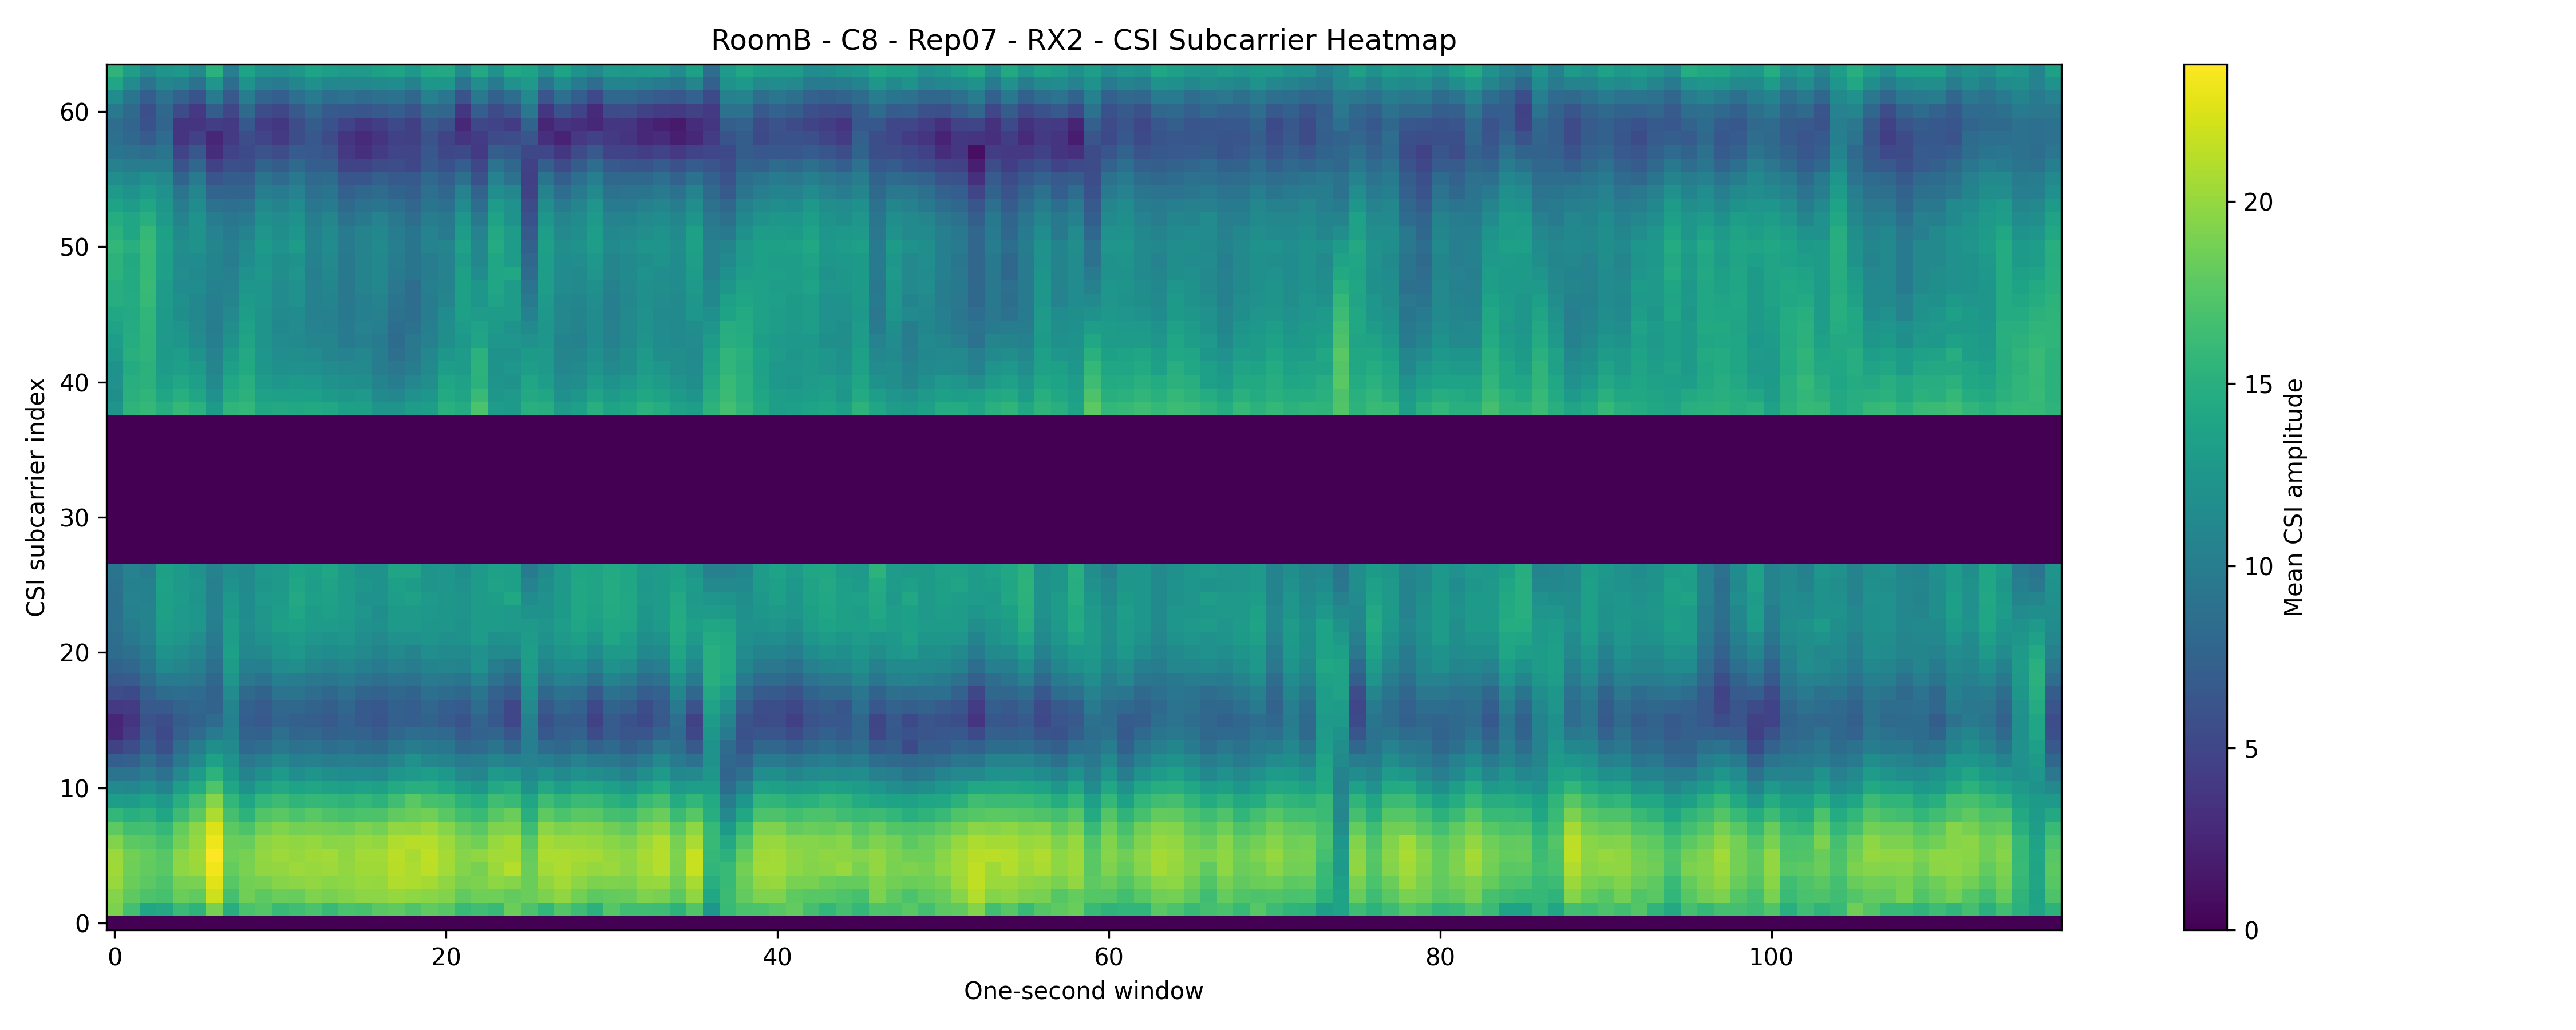 RoomB - C8 - Rep07 - RX2 - CSI Subcarrier Heatmap
CSI subcarrier index
60
50
40
30
20
10
0
0 20 40 60 80 100
One-second window
20
15
10
5
0
Mean CSI amplitude